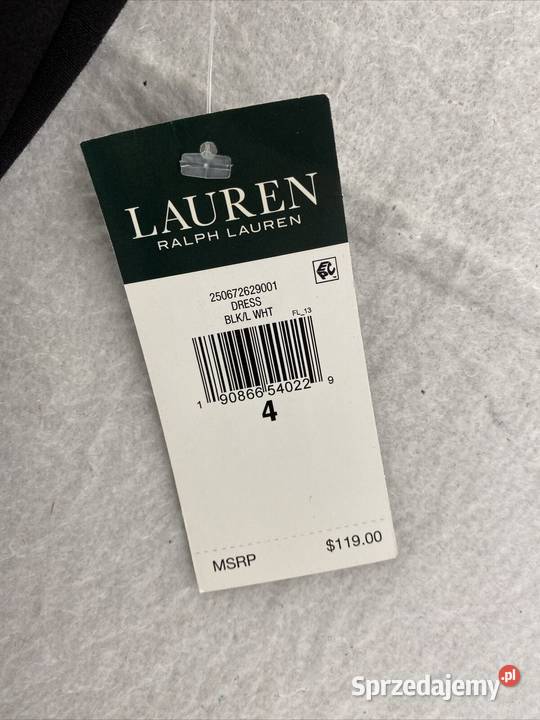 LAUREN
RALPH LAUREN
250672629001
DRESS
BLK/L WHT
FL_13
1 90866 54022 9
4
MSRP $119.00
Sprzedajemy.pl